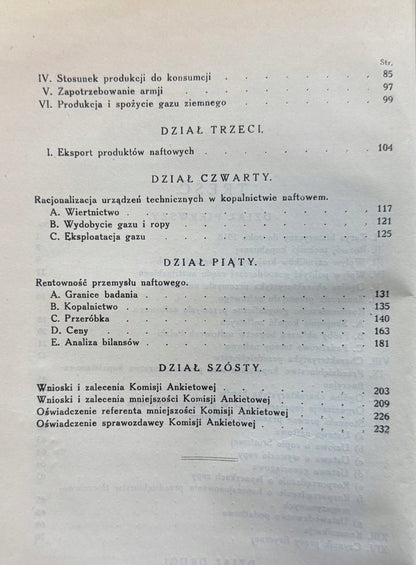 Str.
IV. Stosunek produkcji do konsumcji . . . . . . . 85
V. Zapotrzebowanie armji . . . . . . . . . 97
VI. Produkcja i spożycie gazu ziemnego . . . . . . 99
DZIAŁ TRZECI.
I. Eksport produktów naftowych . . . . . . . . 104
DZIAŁ CZWARTY.
Racjonalizacja urządzeń technicznych w kopalnictwie naftowem.
A. Wiertnictwo . . . . . . . . . . . 117
B. Wydobycie gazu i ropy . . . . . . . . 121
C. Eksploatacja gazu . . . . . . . . . 125
DZIAŁ PIĄTY.
Rentowność przemysłu naftowego.
A. Granice badania . . . . . . . . . . 131
B. Kopalnictwo . . . . . . . . . . . 135
C. Przeróbka . . . . . . . . . . . 140
D. Ceny . . . . . . . . . . . . 163
E. Analiza bilansów . . . . . . . . . . 181
DZIAŁ SZÓSTY.
Wnioski i zalecenia Komisji Ankietowej . . . . . . . 203
Wnioski i zalecenia mniejszości Komisji Ankietowej . . . . 209
Oświadczenie referenta mniejszości Komisji Ankietowej . . . . 226
Oświadczenie sprawozdawcy Komisji Ankietowej . . . . . 232